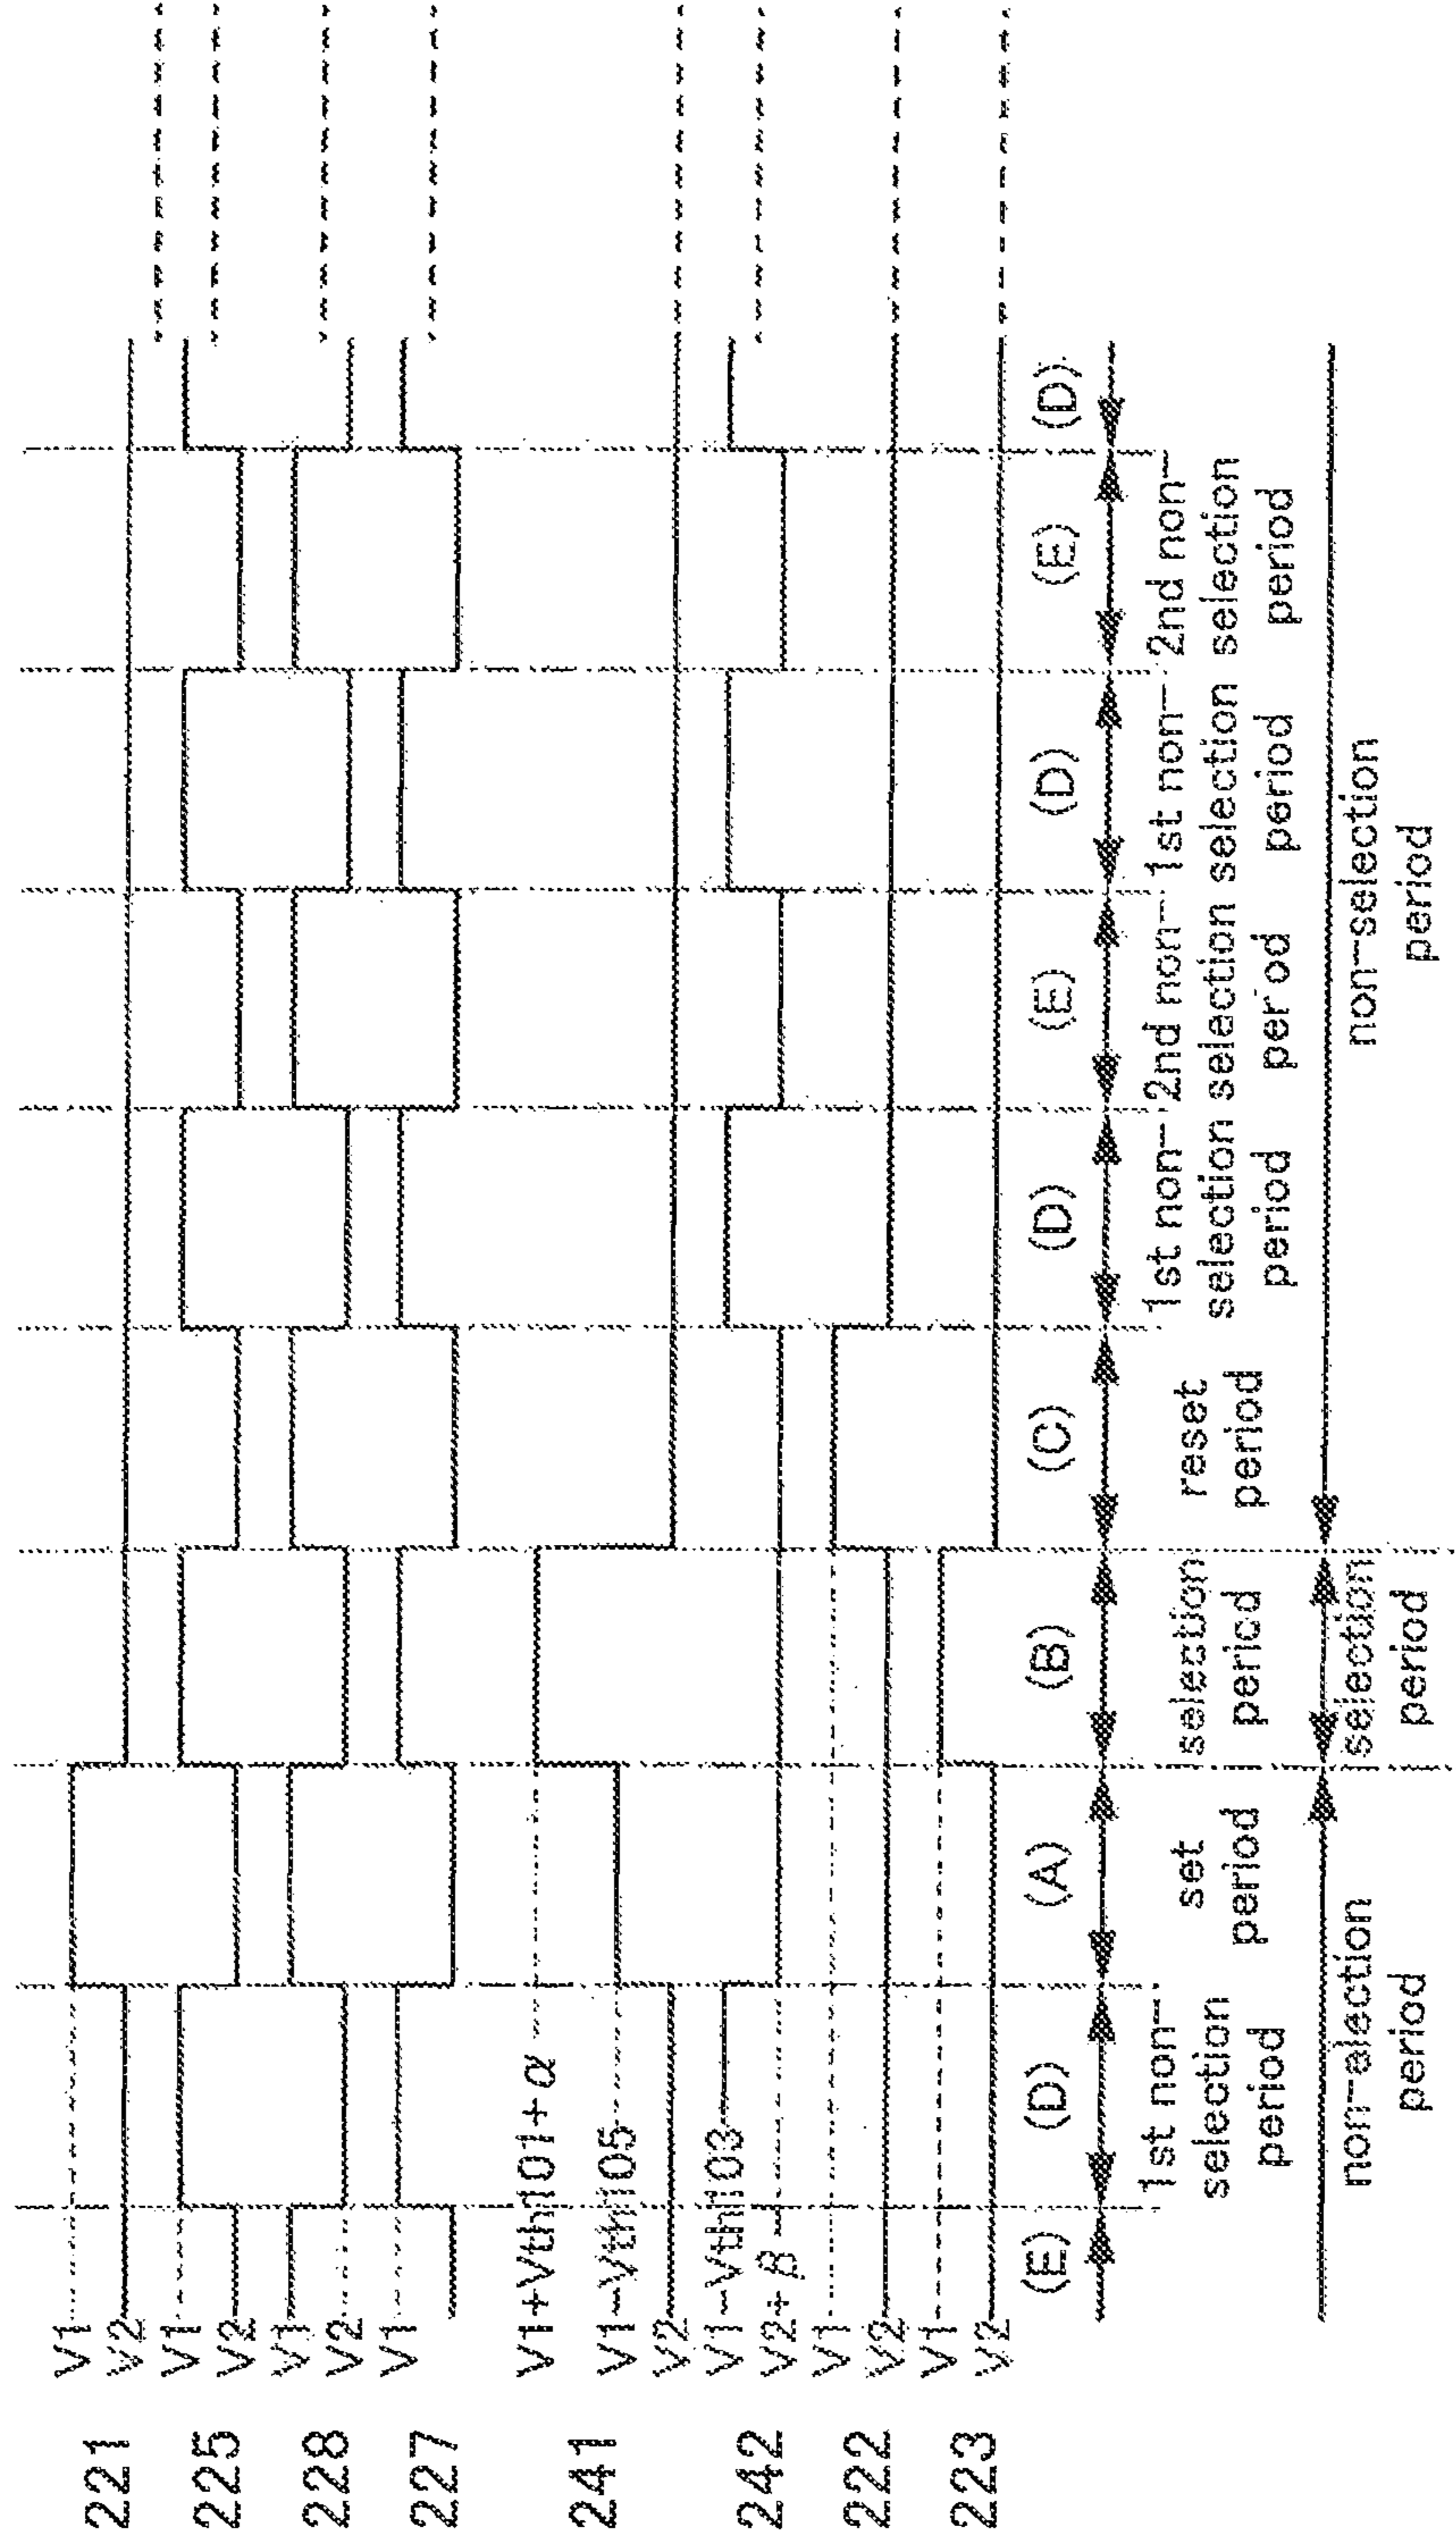 221 V1
V2
225 V1
V2
228 V1
V2
227 V1
241 V1+Vth101+α
V1-Vth105
V2
242 V1-Vth103
V2+β
222 V1
V2
223 V1
V2
(E) (D) (A) (B) (C) (D) (E) (D) (E) (D)
1st non-
selection
period
set
period
selection
period
reset
period
1st non-
selection
period
2nd non-
selection
period
1st non-
selection
period
2nd non-
selection
period
non-selection
period
selection
period
non-selection
period